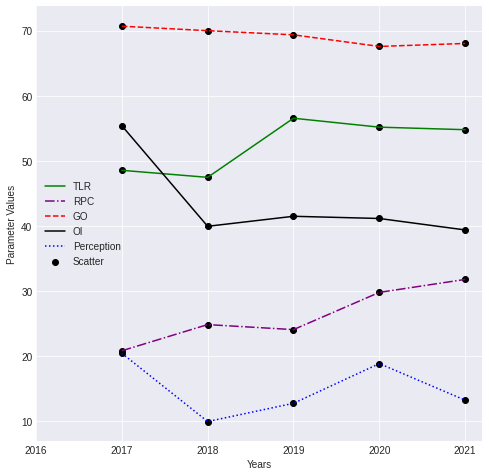 70
60
50
40
30
20
10
Parameter Values
TLR
RPC
GO
OI
Perception
Scatter
2016 2017 2018 2019 2020 2021
Years